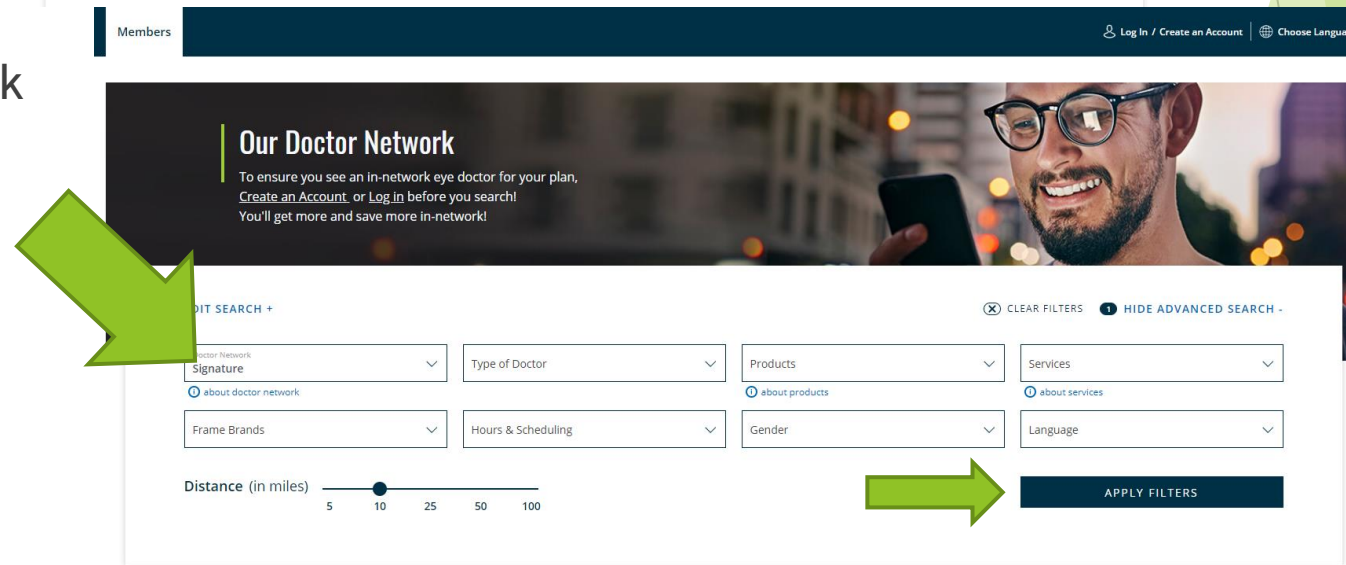 Members
Log In / Create an Account
Choose Langua
k
Our Doctor Network
To ensure you see an in-network eye doctor for your plan,
Create an Account or Log in before you search!
You'll get more and save more in-network!
DIT SEARCH +
CLEAR FILTERS 1 HIDE ADVANCED SEARCH -
Doctor Network
Signature
Type of Doctor
Products
Services
about doctor network
about products
about services
Frame Brands
Hours & Scheduling
Gender
Language
Distance (in miles)
5 10 25 50 100
APPLY FILTERS